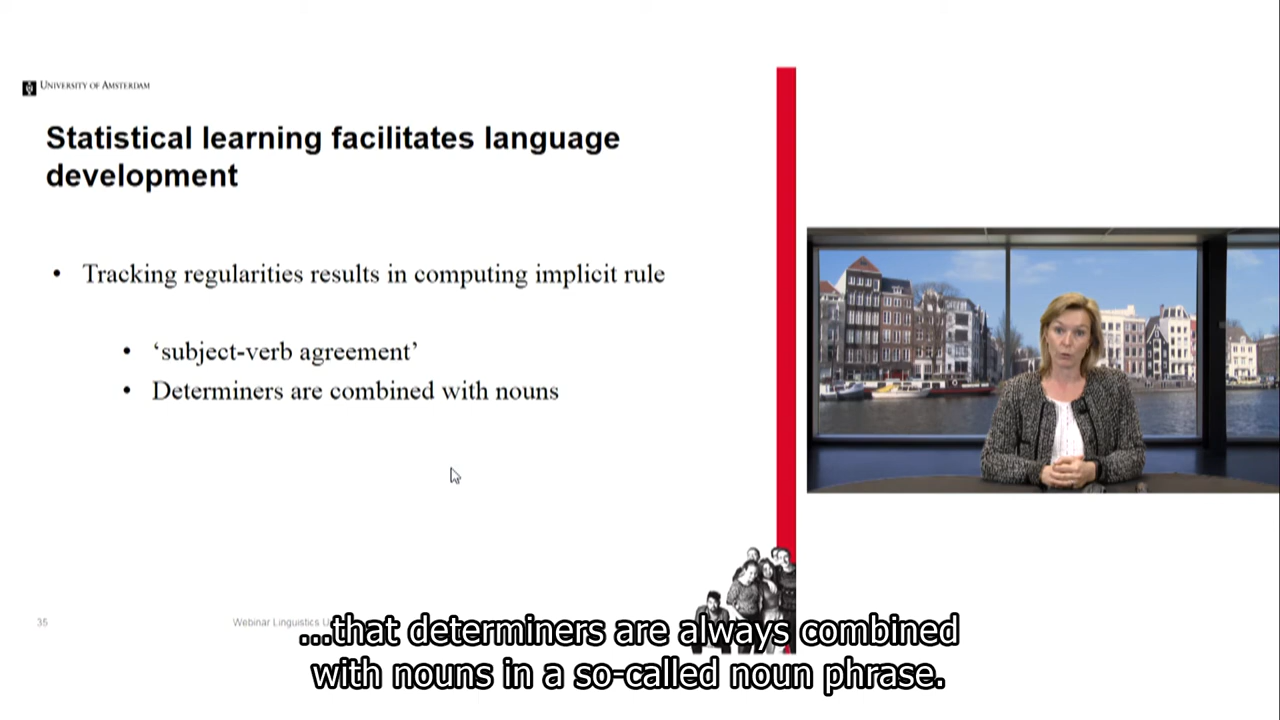 UNIVERSITY OF AMSTERDAM
Statistical learning facilitates language
development
• Tracking regularities results in computing implicit rule
• ‘subject-verb agreement’
• Determiners are combined with nouns
35
Webinar Linguistics U
...that determiners are always combined
with nouns in a so-called noun phrase.